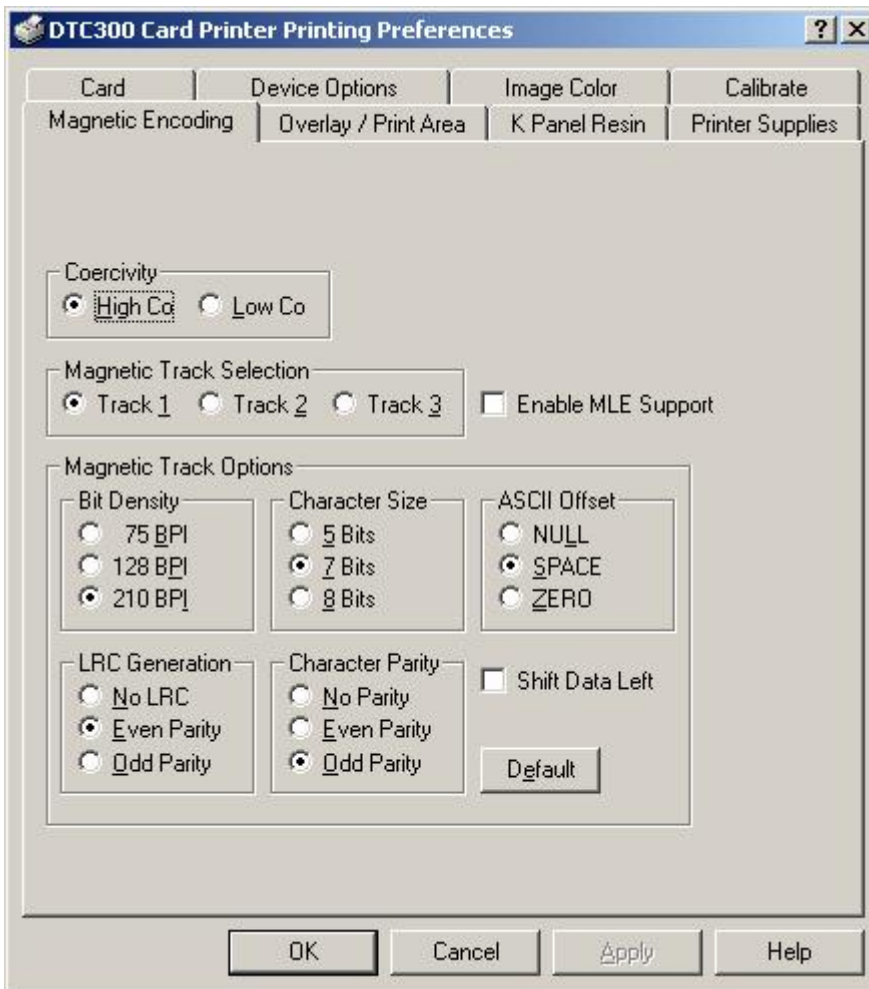 DTC300 Card Printer Printing Preferences
Card Device Options Image Color Calibrate
Magnetic Encoding Overlay / Print Area K Panel Resin Printer Supplies
Coercivity
High Co Low Co
Magnetic Track Selection
Track 1 Track 2 Track 3 Enable MLE Support
Magnetic Track Options
Bit Density Character Size ASCII Offset
75 BPI 5 Bits NULL
128 BPI 7 Bits SPACE
210 BPI 8 Bits ZERO
LRC Generation Character Parity
No LRC No Parity Shift Data Left
Even Parity Even Parity
Odd Parity Odd Parity Default
OK Cancel Apply Help